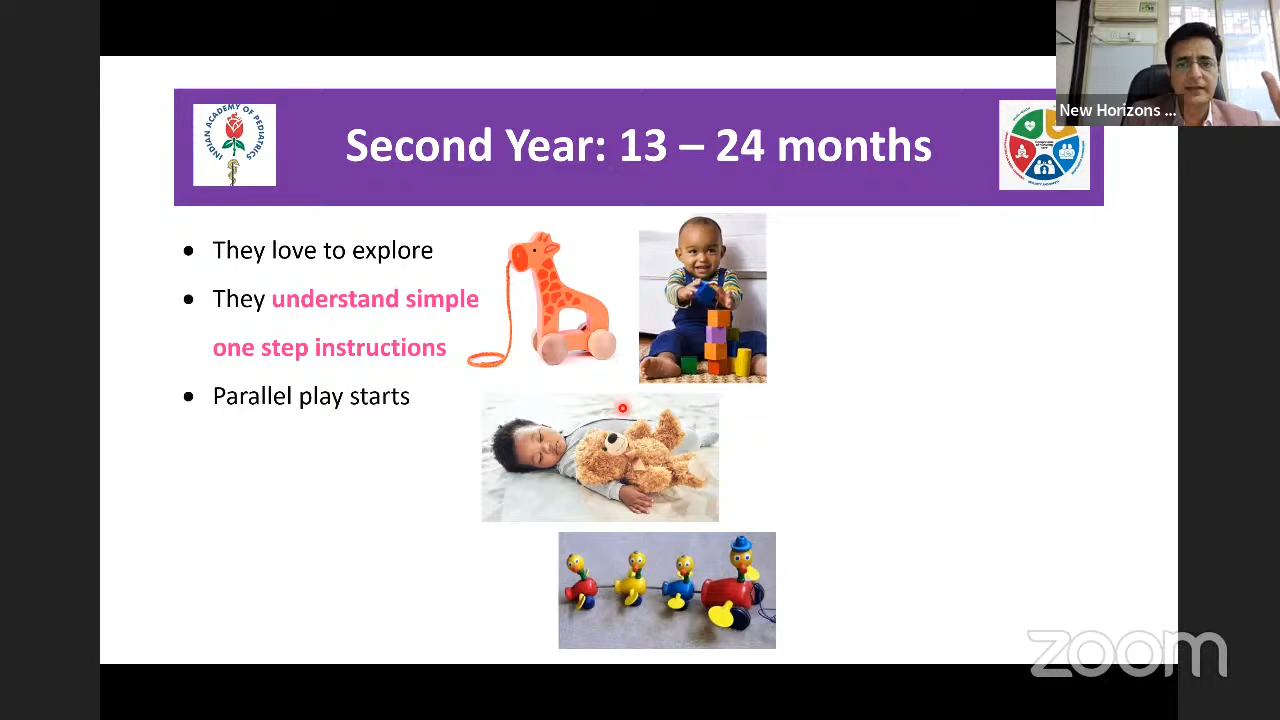 New Horizons ...
INDIAN ACADEMY OF PEDIATRICS
Second Year: 13 – 24 months
• They love to explore
• They understand simple
one step instructions
• Parallel play starts
zoom